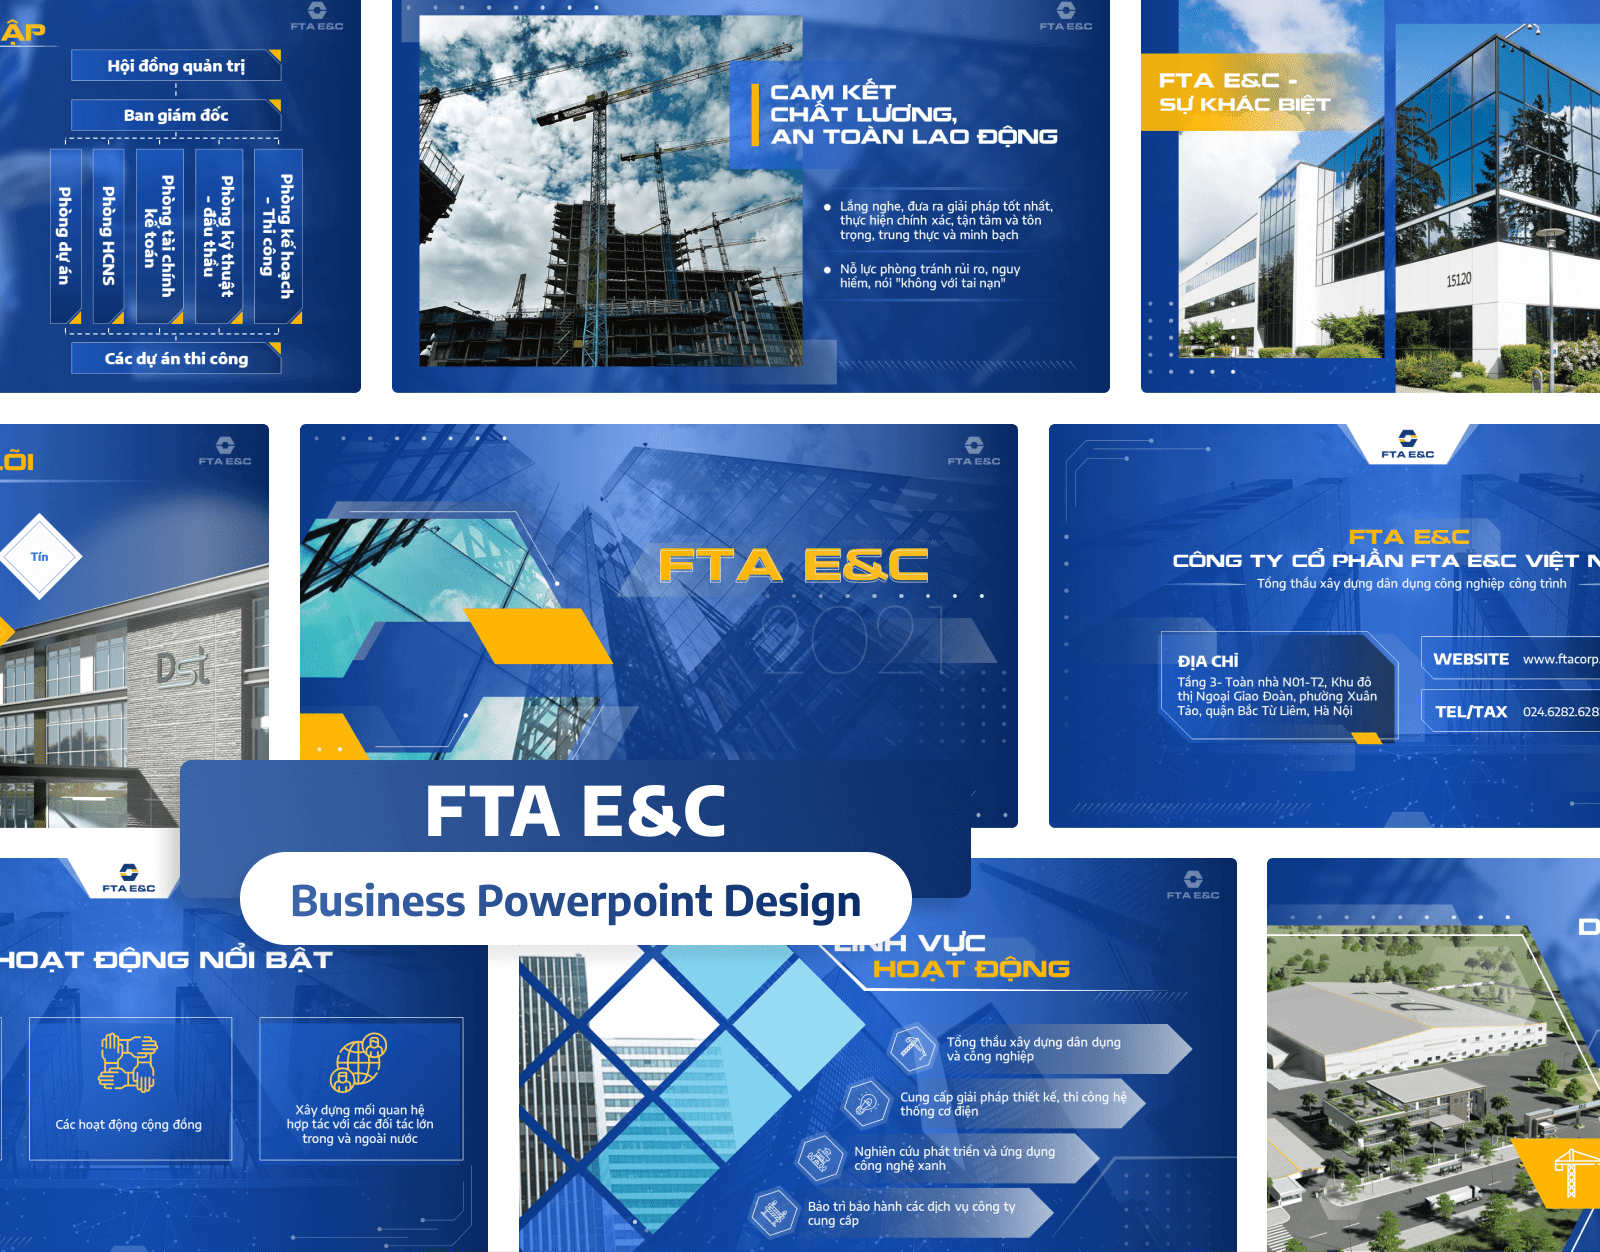 ẬP
FTA E&C
Hội đồng quản trị
Ban giám đốc
Phòng dự án
Phòng HCNS
Phòng tài chính
kế toán
Phòng kỹ thuật
- đấu thầu
Phòng kế hoạch
- Thi công
Các dự án thi công
FTA E&C
CAM KẾT
CHẤT LƯỢNG,
AN TOÀN LAO ĐỘNG
Lắng nghe, đưa ra giải pháp tốt nhất,
thực hiện chính xác, tận tâm và tôn
trọng, trung thực và minh bạch
Nỗ lực phòng tránh rủi ro, nguy
hiểm, nói "không với tai nạn"
FTA E&C -
SỰ KHÁC BIỆT
15120
LÕI
FTA E&C
Tín
Dst
FTA E&C
FTA E&C
2021
FTA E&C
FTA E&C
CÔNG TY CỔ PHẦN FTA E&C VIỆT N
Tổng thầu xây dựng dân dụng công nghiệp công trình
ĐỊA CHỈ
Tầng 3- Toàn nhà N01-T2, Khu đô
thị Ngoại Giao Đoàn, phường Xuân
Tảo, quận Bắc Từ Liêm, Hà Nội
WEBSITE www.ftacorp.
TEL/TAX 024.6282.628
FTA E&C
Business Powerpoint Design
FTA E&C
HOẠT ĐỘNG NỔI BẬT
Các hoạt động cộng đồng
Xây dựng mối quan hệ
hợp tác với các đối tác lớn
trong và ngoài nước
FTA E&C
LĨNH VỰC
HOẠT ĐỘNG
Tổng thầu xây dựng dân dụng
và công nghiệp
Cung cấp giải pháp thiết kế, thi công hệ
thống cơ điện
Nghiên cứu phát triển và ứng dụng
công nghệ xanh
Bảo trì bảo hành các dịch vụ công ty
cung cấp
D